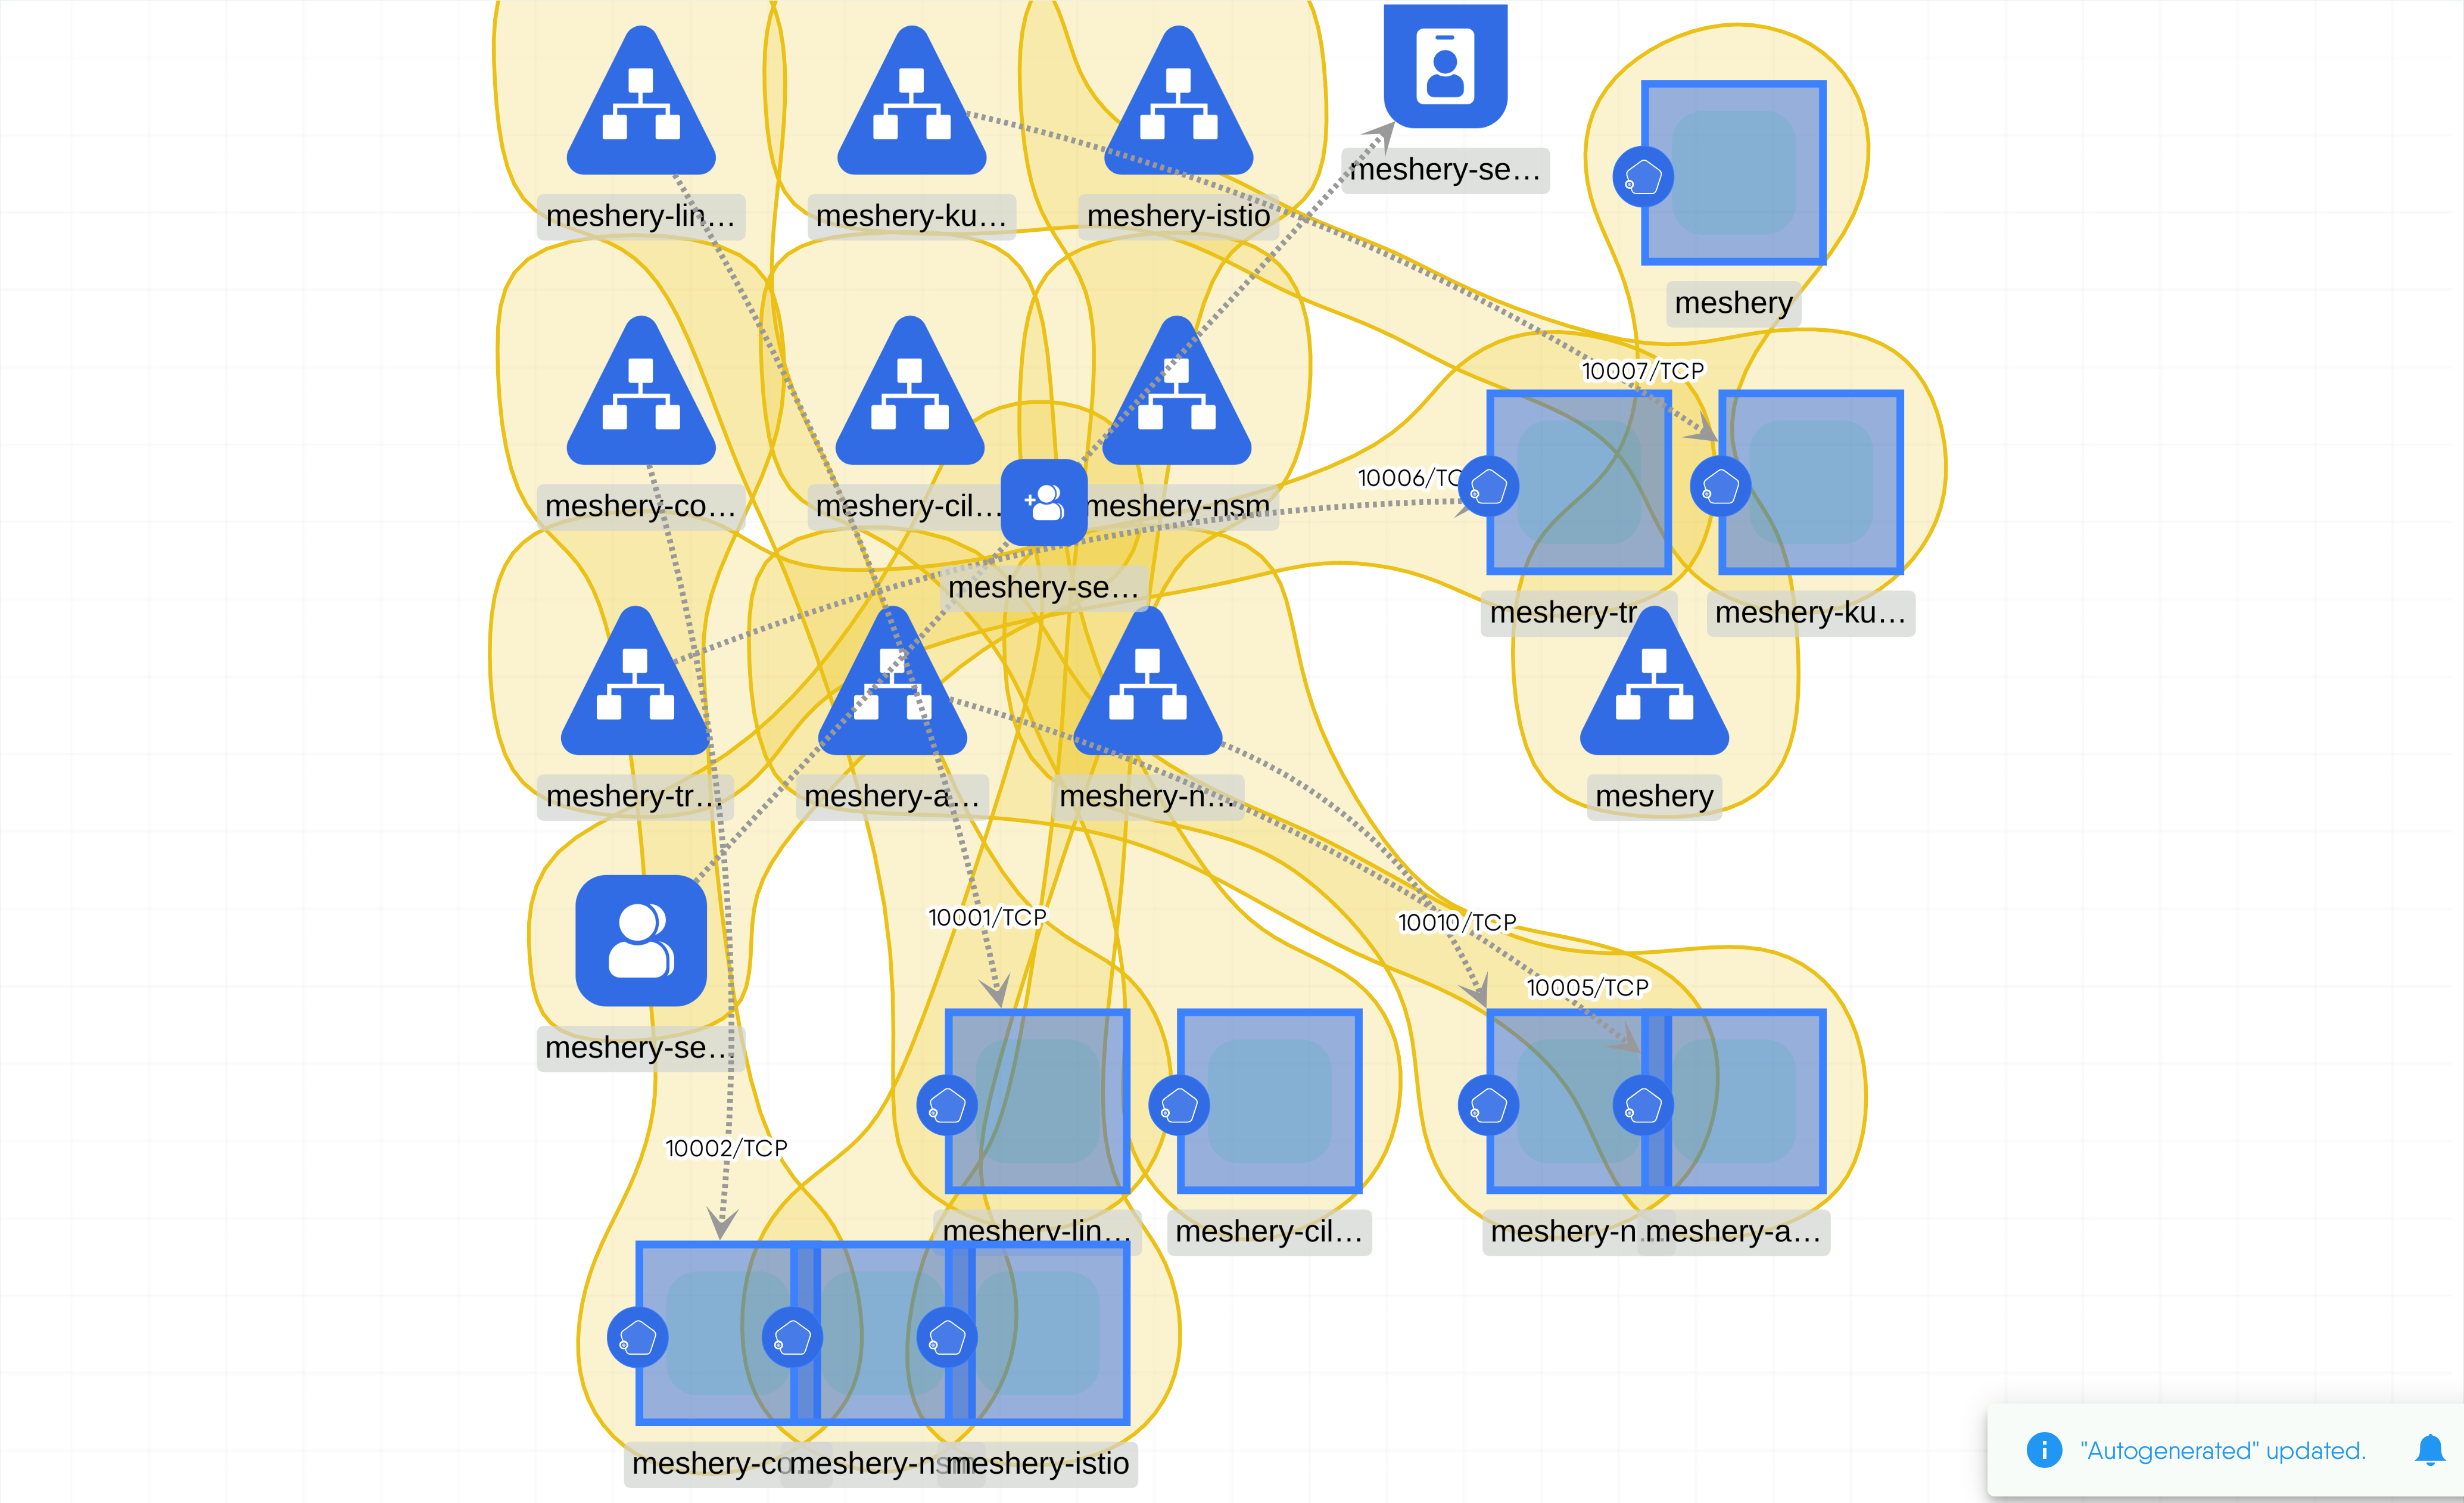 meshery-lin…
meshery-ku…
meshery-istio
meshery-se…
meshery
10007/TCP
meshery-co…
meshery-cil…
meshery-nsm
10006/TC
meshery-se…
meshery-tr
meshery-ku…
meshery-tr…
meshery-a…
meshery-n…
meshery
10001/TCP
10010/TCP
10005/TCP
meshery-se…
10002/TCP
meshery-lin…
meshery-cil…
meshery-n…
meshery-a…
meshery-co…
meshery-nsm
meshery-istio
"Autogenerated" updated.